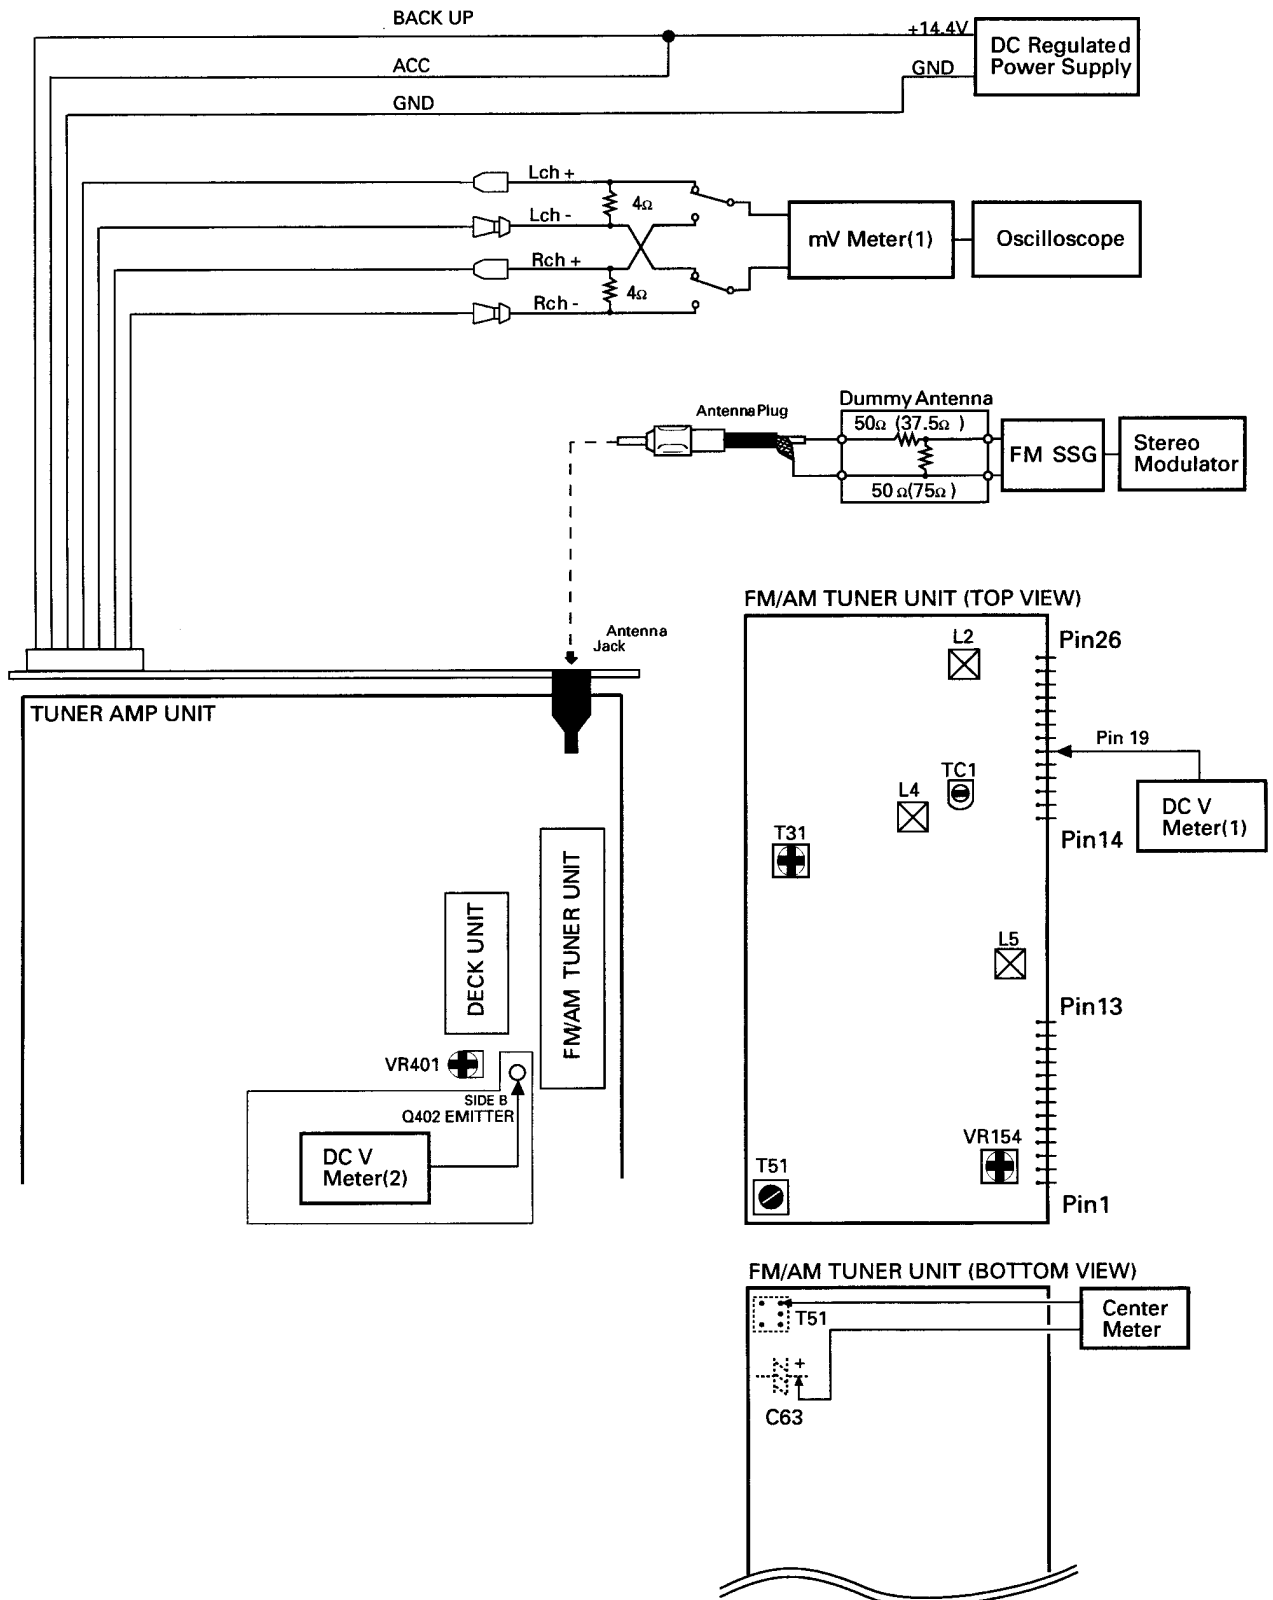 BACK UP
+14.4V
DC Regulated
Power Supply
ACC
GND
GND
Lch +
4Ω
Lch -
mV Meter(1)
Oscilloscope
Rch +
4Ω
Rch -
Dummy Antenna
Antenna Plug
50Ω (37.5Ω )
FM SSG
Stereo
Modulator
50 Ω(75Ω )
FM/AM TUNER UNIT (TOP VIEW)
Antenna
Jack
L2
Pin26
TUNER AMP UNIT
Pin 19
TC1
L4
DC V
Meter(1)
T31
Pin14
FM/AM TUNER UNIT
DECK UNIT
L5
Pin13
VR401
SIDE B
Q402 EMITTER
DC V
Meter(2)
VR154
T51
Pin1
FM/AM TUNER UNIT (BOTTOM VIEW)
T51
Center
Meter
+
C63